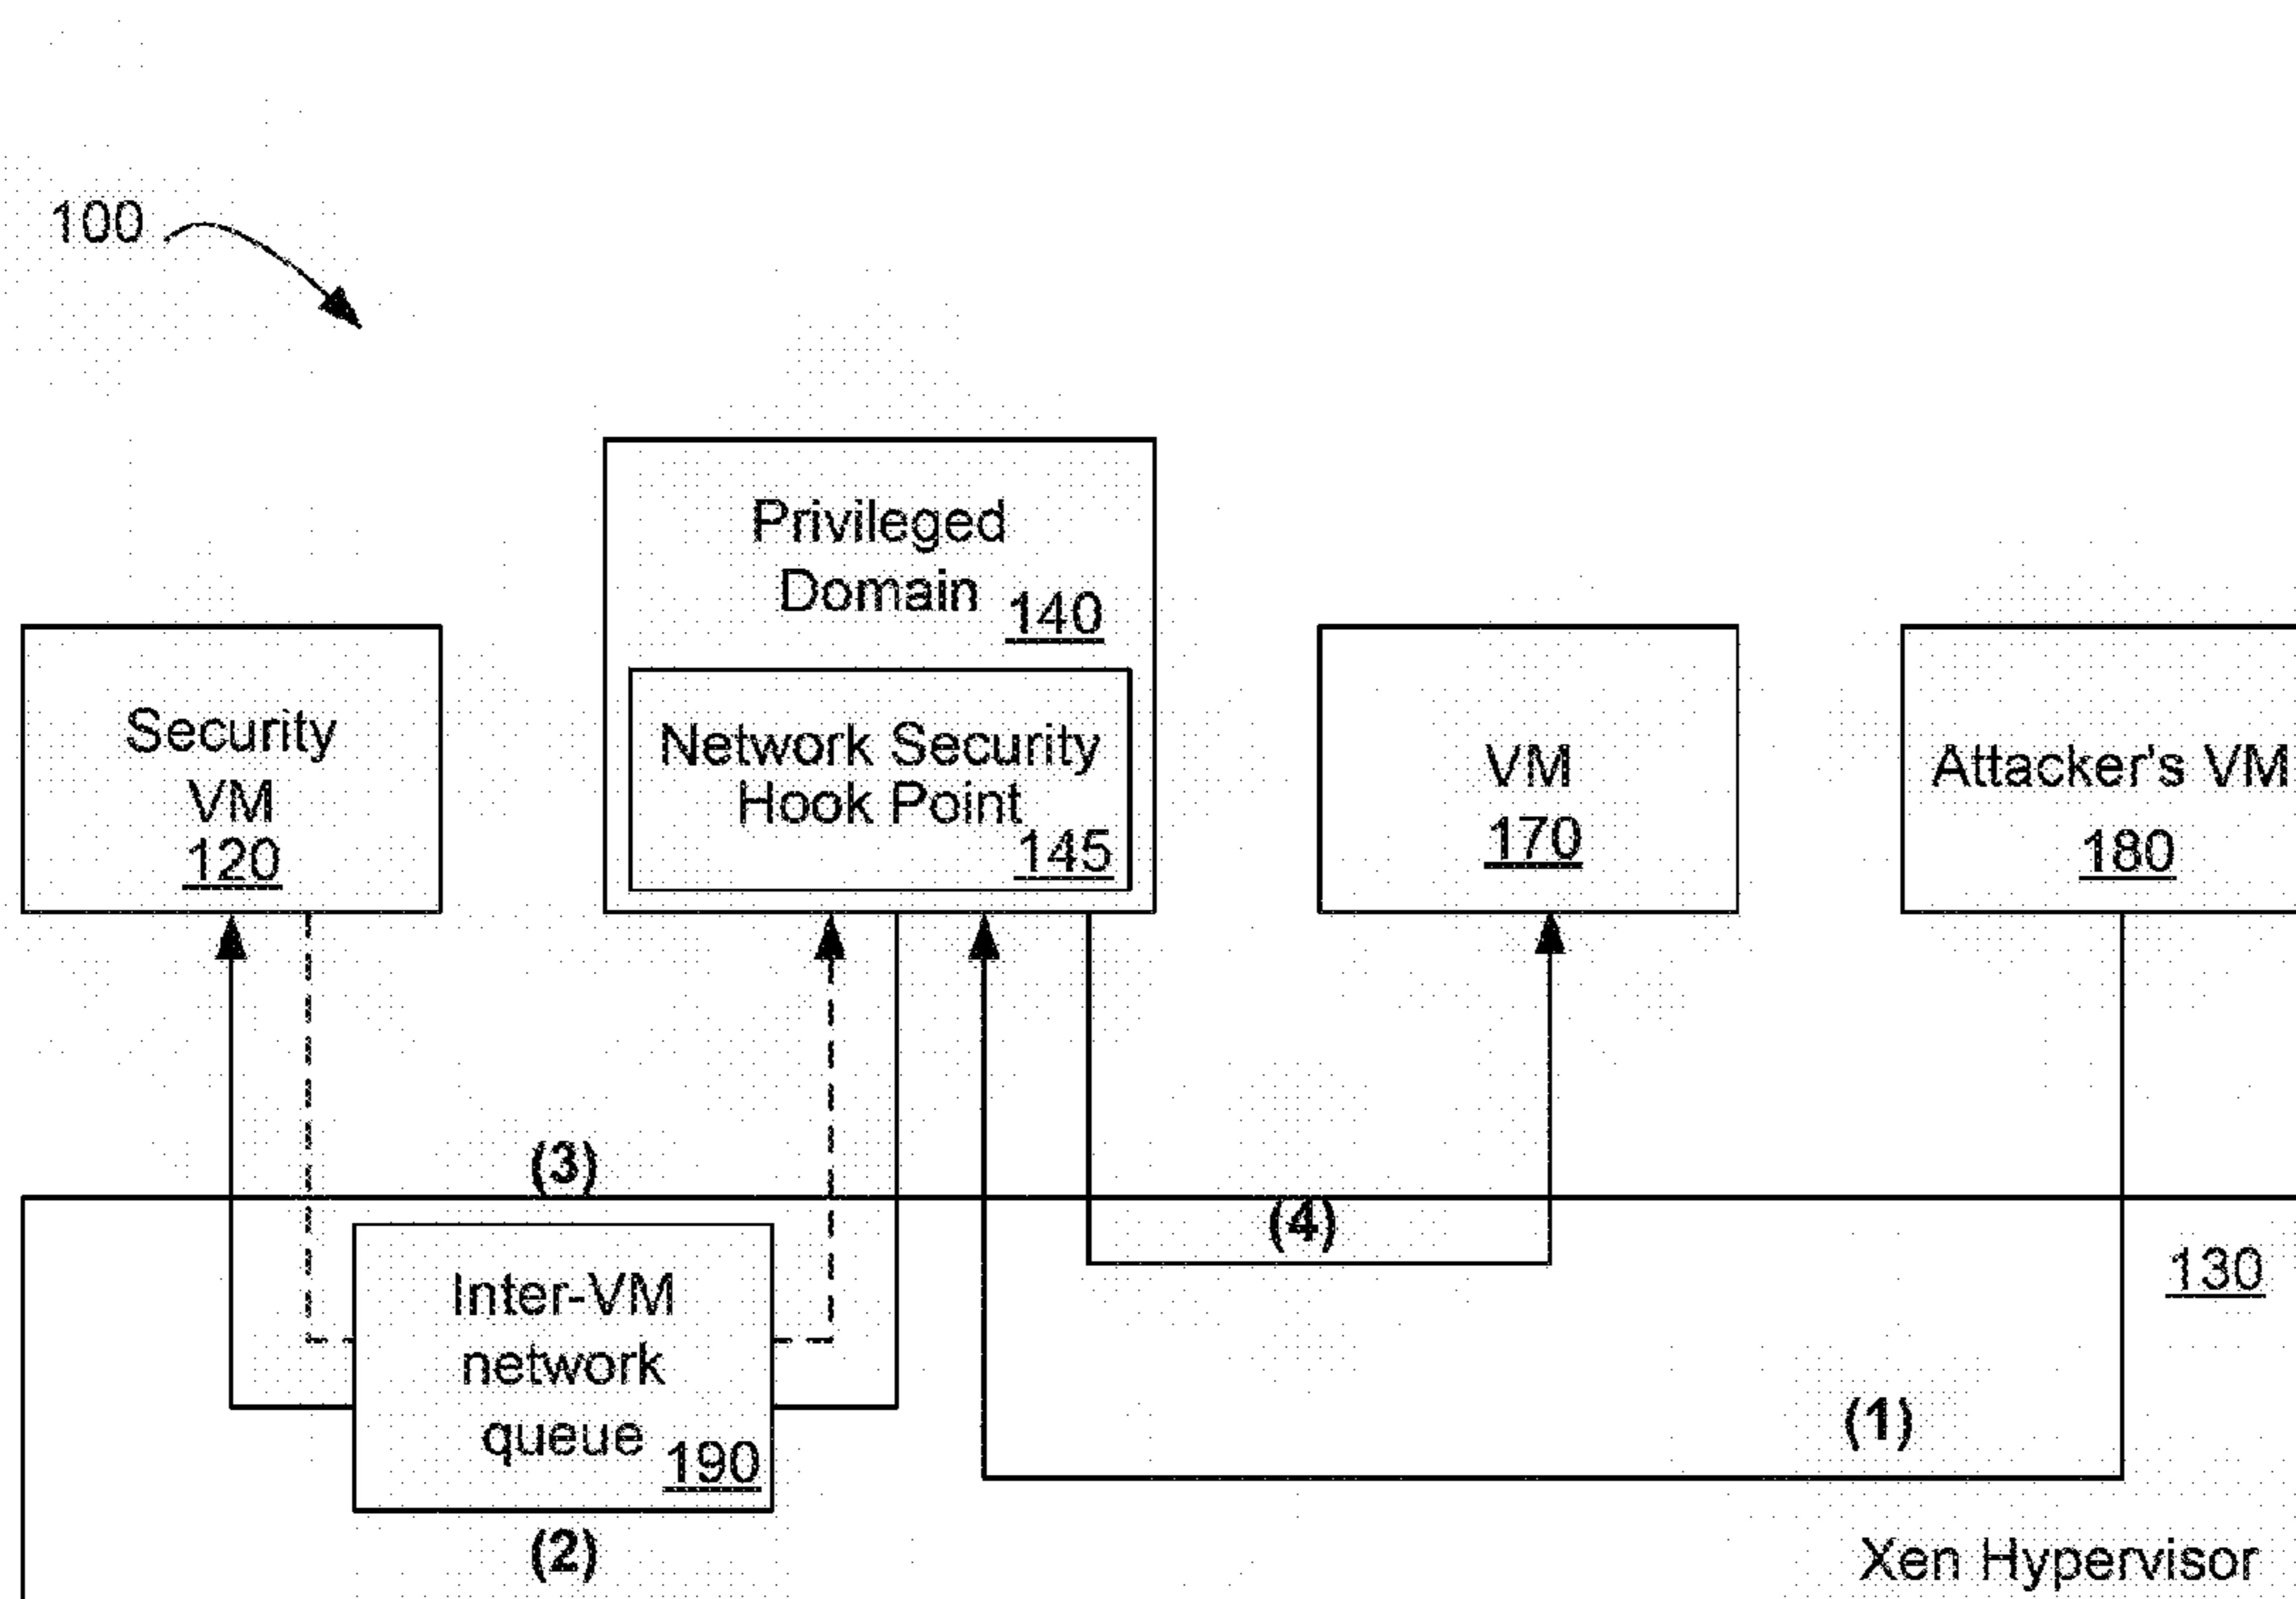 100
Privileged
Domain 140
Network Security
Hook Point
145
Security
VM
120
VM
170
Attacker's VM
180
(3)
(4)
130
Inter-VM
network
queue 190
(1)
(2)
Xen Hypervisor